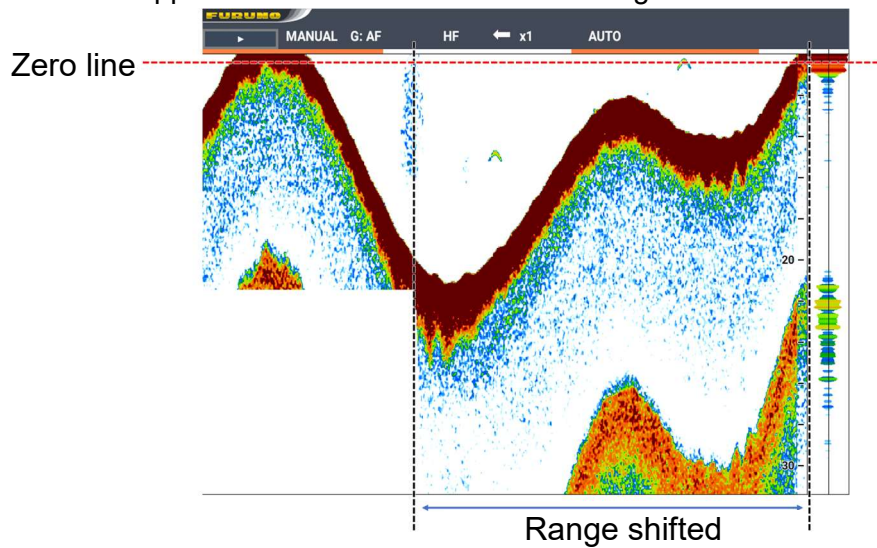 FURUNO
MANUAL G: AF HF x1 AUTO
Zero line
20
30
Range shifted